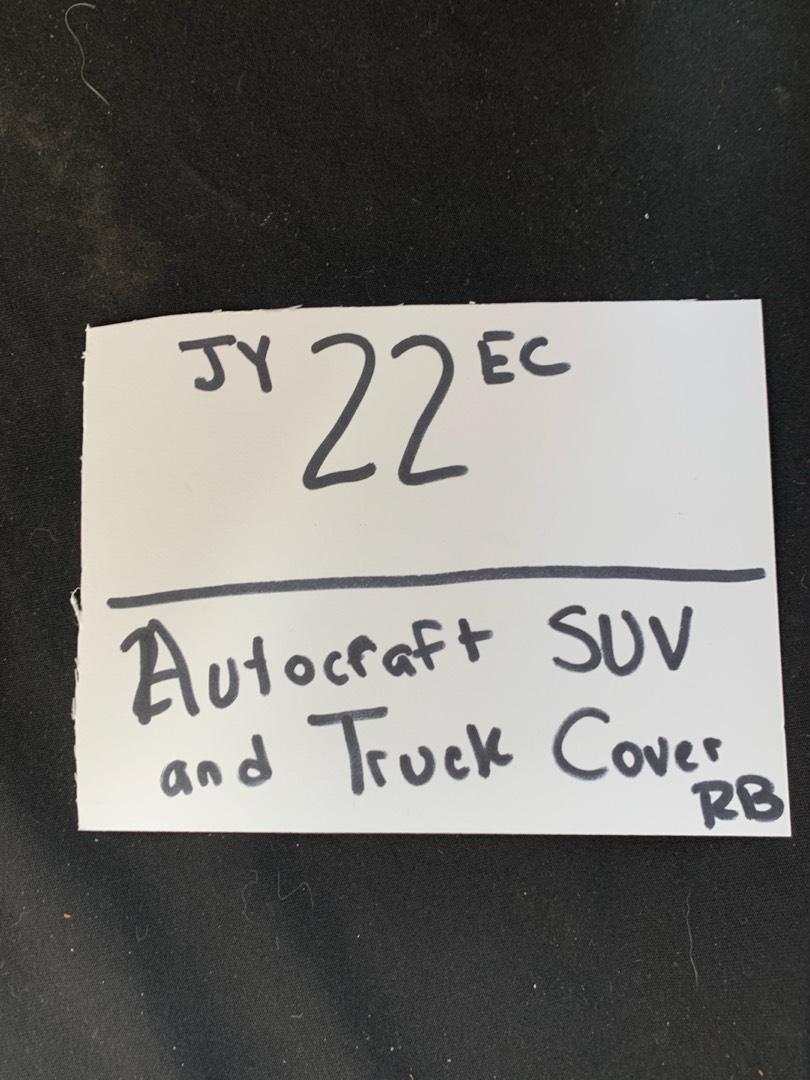 JY 22 EC
Autocraft SUV
and Truck Cover
RB